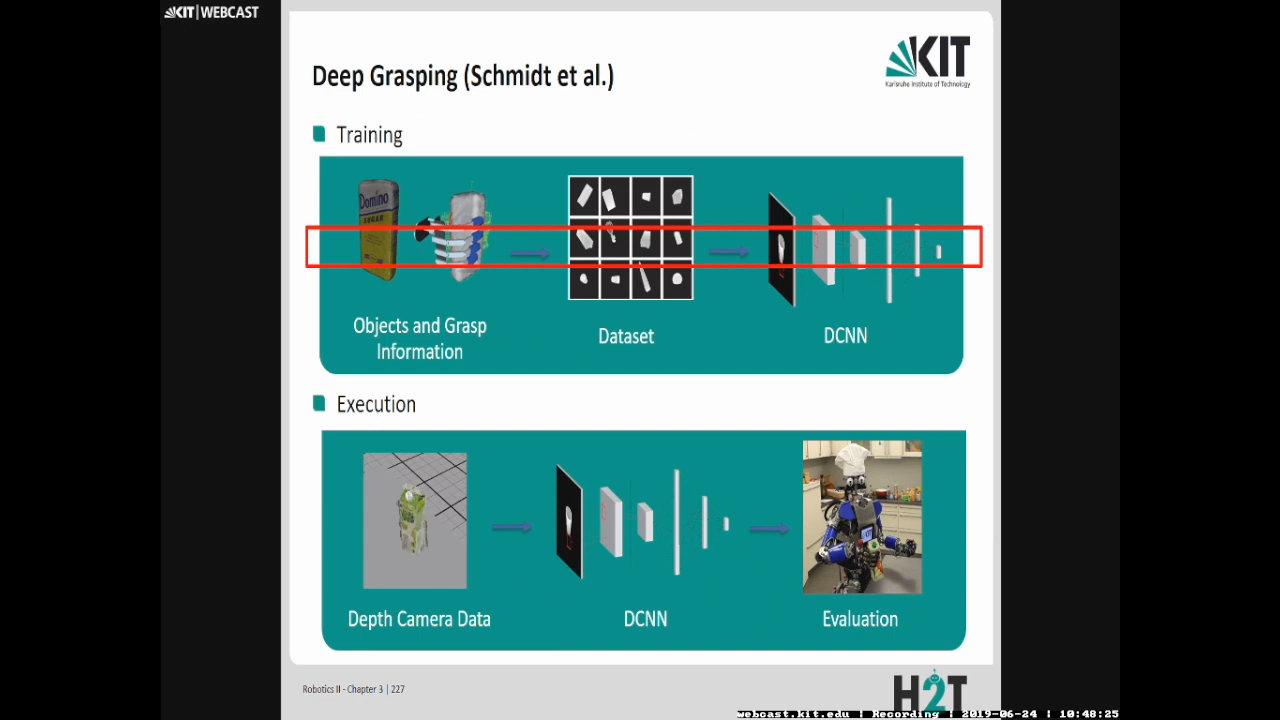 KIT | WEBCAST
Deep Grasping (Schmidt et al.)
KIT
Karlsruhe Institute of Technology
Training
Domino
SUGAR
Objects and Grasp
Information
Dataset
DCNN
Execution
Depth Camera Data
DCNN
Evaluation
Robotics II - Chapter 3 | 227
H2T
webcast.kit.edu | Recording | 2019-06-24 | 10:48:25